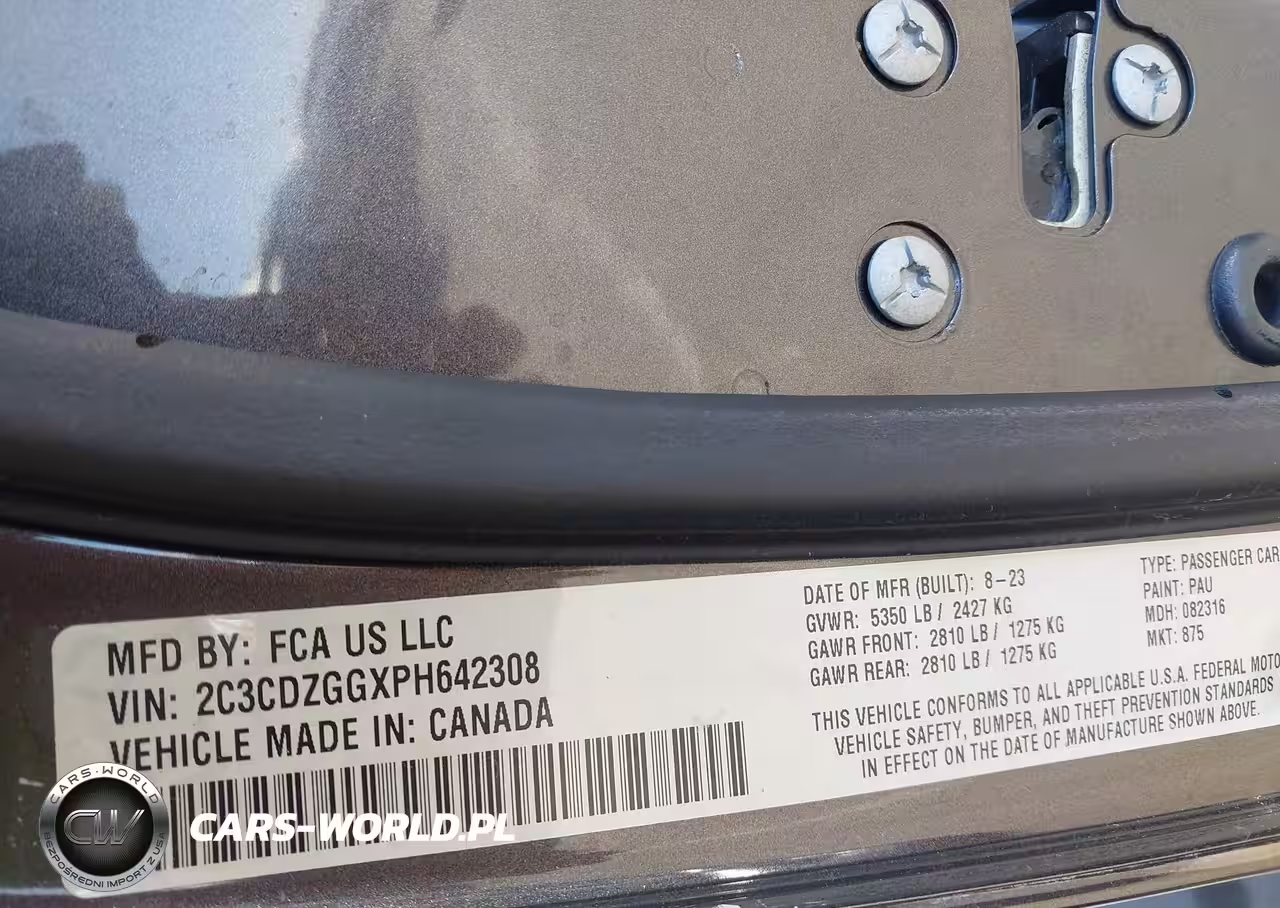 MFD BY: FCA US LLC
VIN: 2C3CDZGGXPH642308
VEHICLE MADE IN: CANADA
DATE OF MFR (BUILT): 8-23
GVWR: 5350 LB / 2427 KG
GAWR FRONT: 2810 LB / 1275 KG
GAWR REAR: 2810 LB / 1275 KG
TYPE: PASSENGER CAR
PAINT: PAU
MDH: 082316
MKT: 875
THIS VEHICLE CONFORMS TO ALL APPLICABLE U.S.A. FEDERAL MOTO
VEHICLE SAFETY, BUMPER, AND THEFT PREVENTION STANDARDS
IN EFFECT ON THE DATE OF MANUFACTURE SHOWN ABOVE.
CARS-WORLD
CW
BEZPOŚREDNI IMPORT Z USA
CARS-WORLD.PL